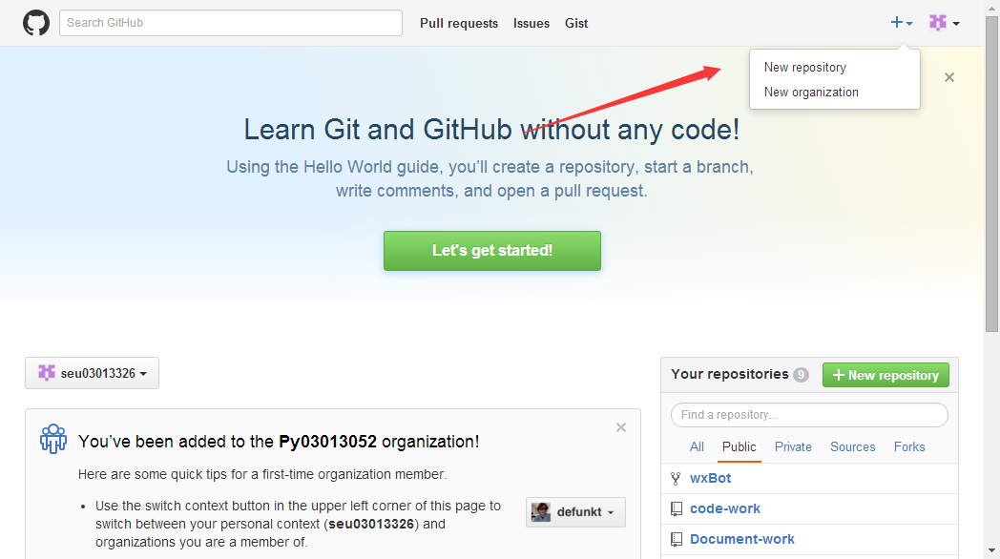 Search GitHub
Pull requests Issues Gist
New repository
New organization
Learn Git and GitHub without any code!
Using the Hello World guide, you’ll create a repository, start a branch,
write comments, and open a pull request.
Let's get started!
seu03013326
Your repositories 9
New repository
Find a repository...
All Public Private Sources Forks
wxBot
code-work
Document-work
You’ve been added to the Py03013052 organization!
Here are some quick tips for a first-time organization member.
• Use the switch context button in the upper left corner of this page to
switch between your personal context (seu03013326) and
organizations you are a member of.
defunkt